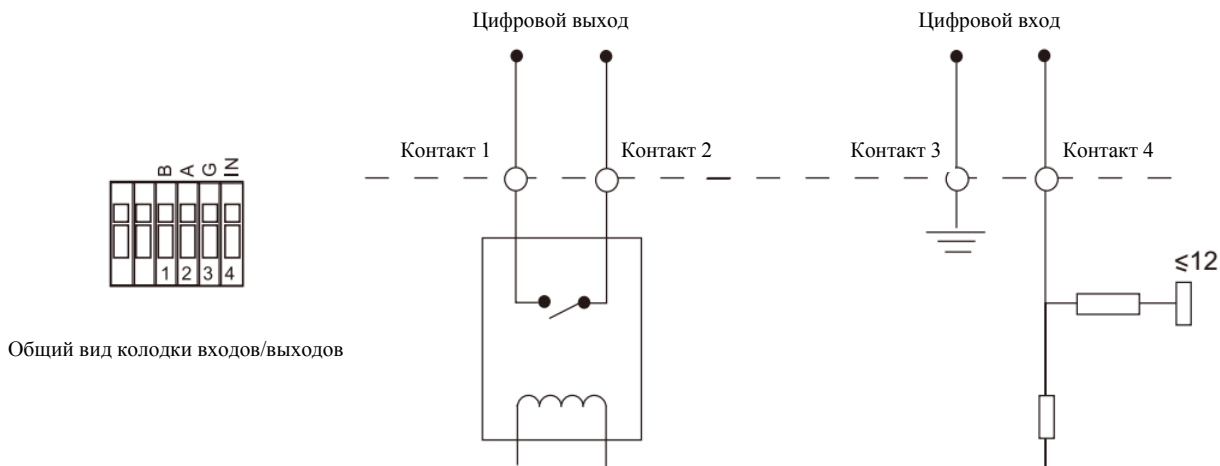 Цифровой выход
Цифровой вход
Контакт 1
Контакт 2
Контакт 3
Контакт 4
B A G IN
1 2 3 4
≤12
Общий вид колодки входов/выходов